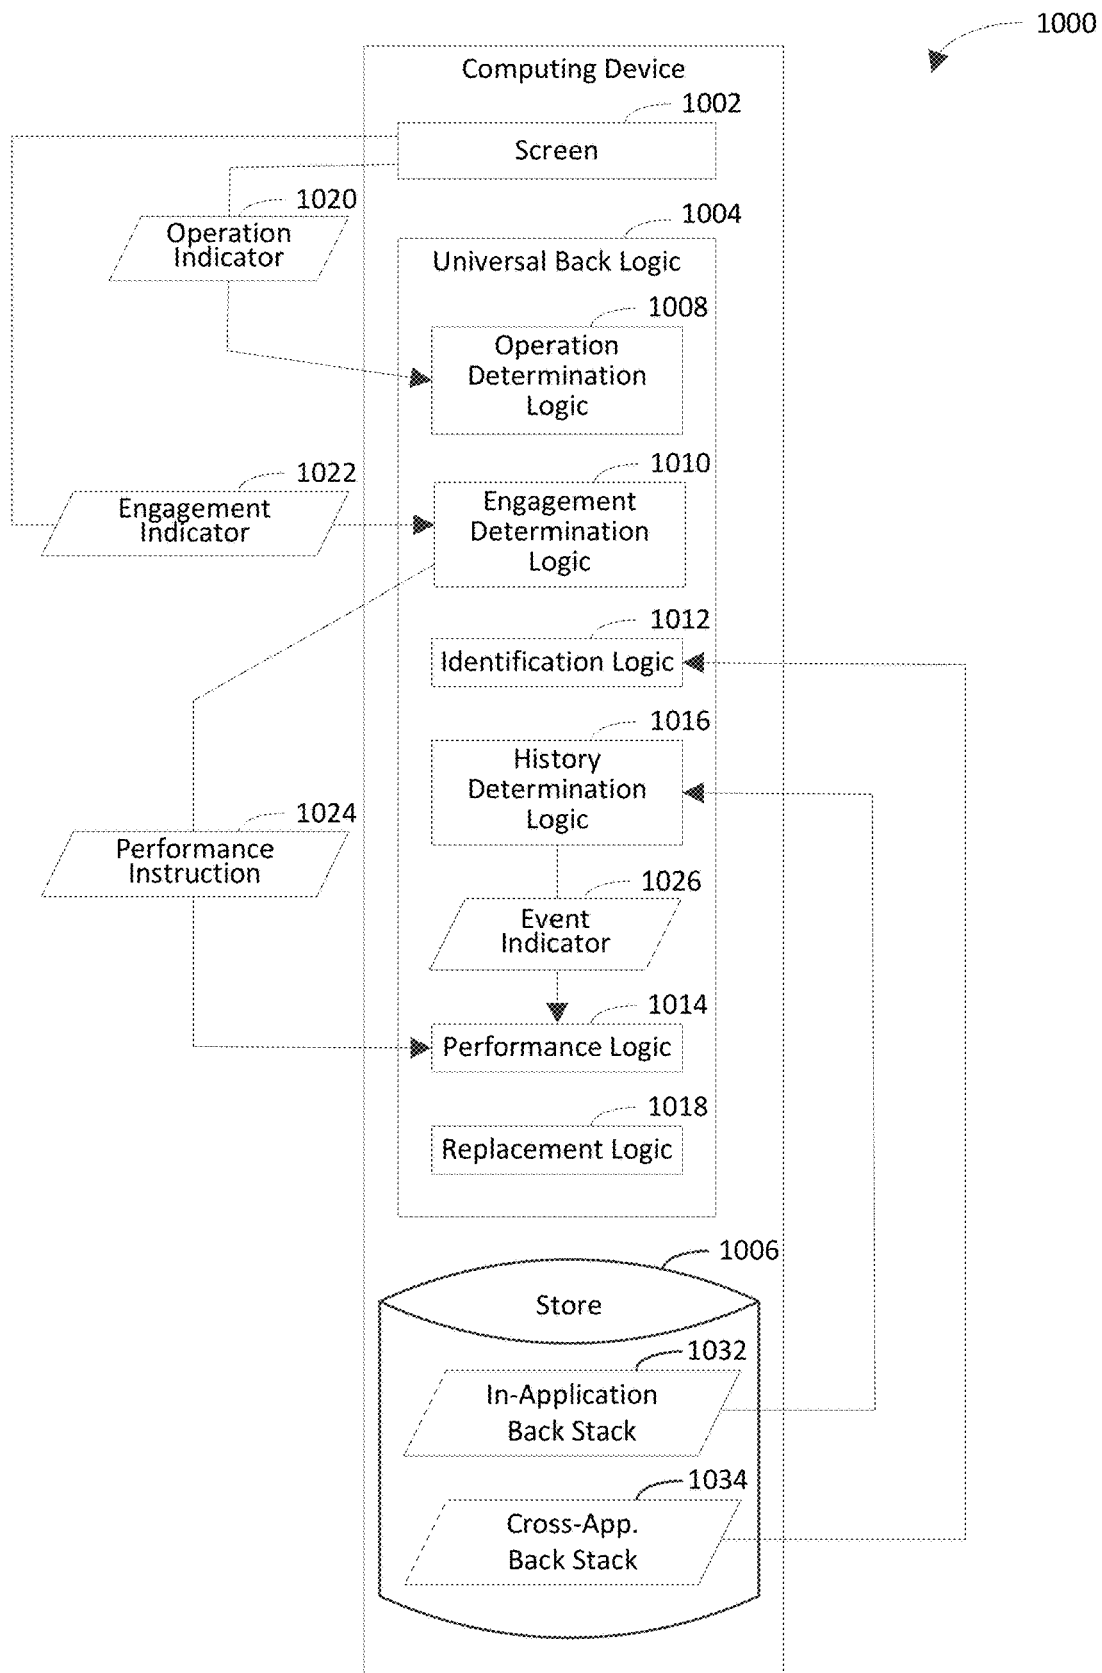 1000
Computing Device
1002
Screen
1020
Operation
Indicator
1004
Universal Back Logic
1008
Operation
Determination
Logic
1022
Engagement
Indicator
1010
Engagement
Determination
Logic
1012
Identification Logic
1016
History
Determination
Logic
1024
Performance
Instruction
1026
Event
Indicator
1014
Performance Logic
1018
Replacement Logic
1006
Store
1032
In-Application
Back Stack
1034
Cross-App.
Back Stack